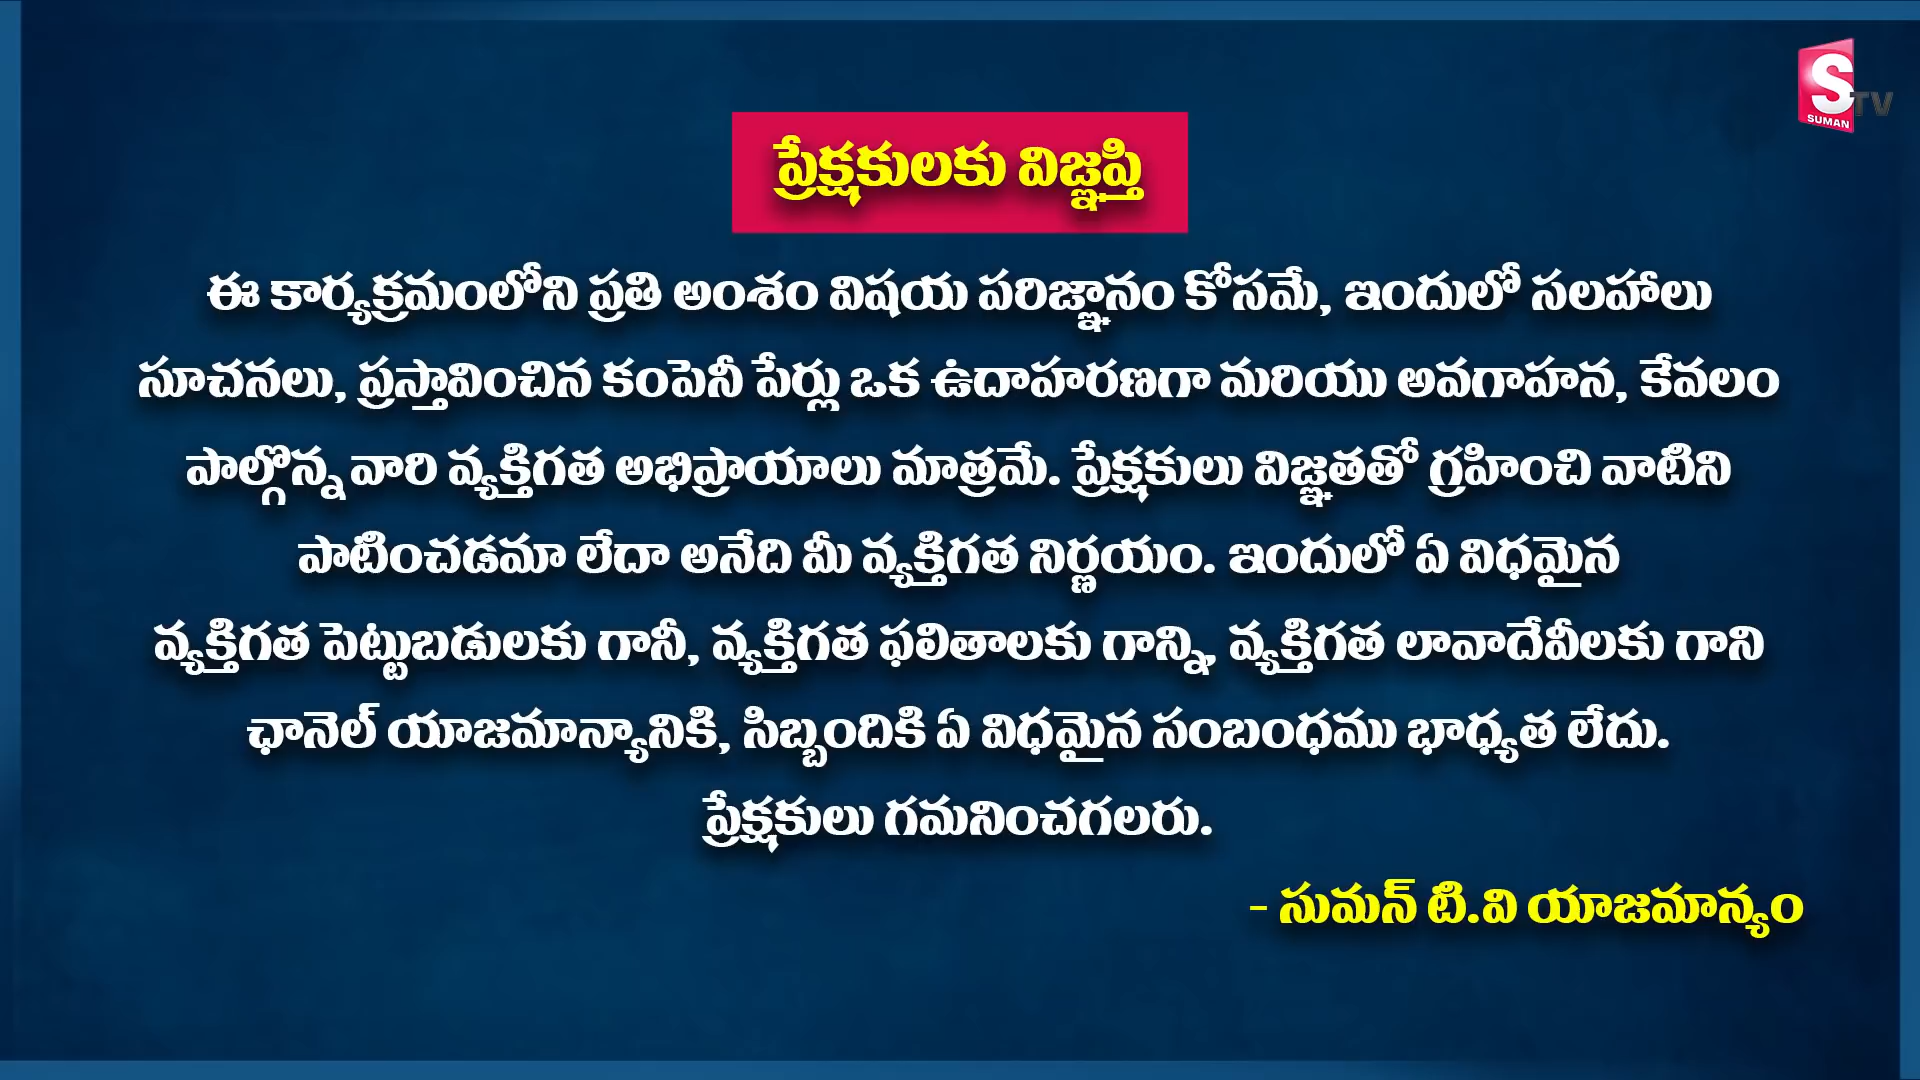 S
SUMAN
TV
ప్రేక్షకులకు విజ్ఞప్తి
ఈ కార్యక్రమంలోని ప్రతి అంశం విషయ పరిజ్ఞానం కోసమే, ఇందులో సలహాలు
సూచనలు, ప్రస్తావించిన కంపెనీ పేర్లు ఒక ఉదాహరణగా మరియు అవగాహన, కేవలం
పాల్గొన్న వారి వ్యక్తిగత అభిప్రాయాలు మాత్రమే. ప్రేక్షకులు విజ్ఞతతో గ్రహించి వాటిని
పాటించడమా లేదా అనేది మీ వ్యక్తిగత నిర్ణయం. ఇందులో ఏ విధమైన
వ్యక్తిగత పెట్టుబడులకు గానీ, వ్యక్తిగత ఫలితాలకు గాన్ని, వ్యక్తిగత లావాదేవీలకు గాని
ఛానెల్ యాజమాన్యానికి, సిబ్బందికి ఏ విధమైన సంబంధము భాధ్యత లేదు.
ప్రేక్షకులు గమనించగలరు.
- సుమన్ టి.వి యాజమాన్యం